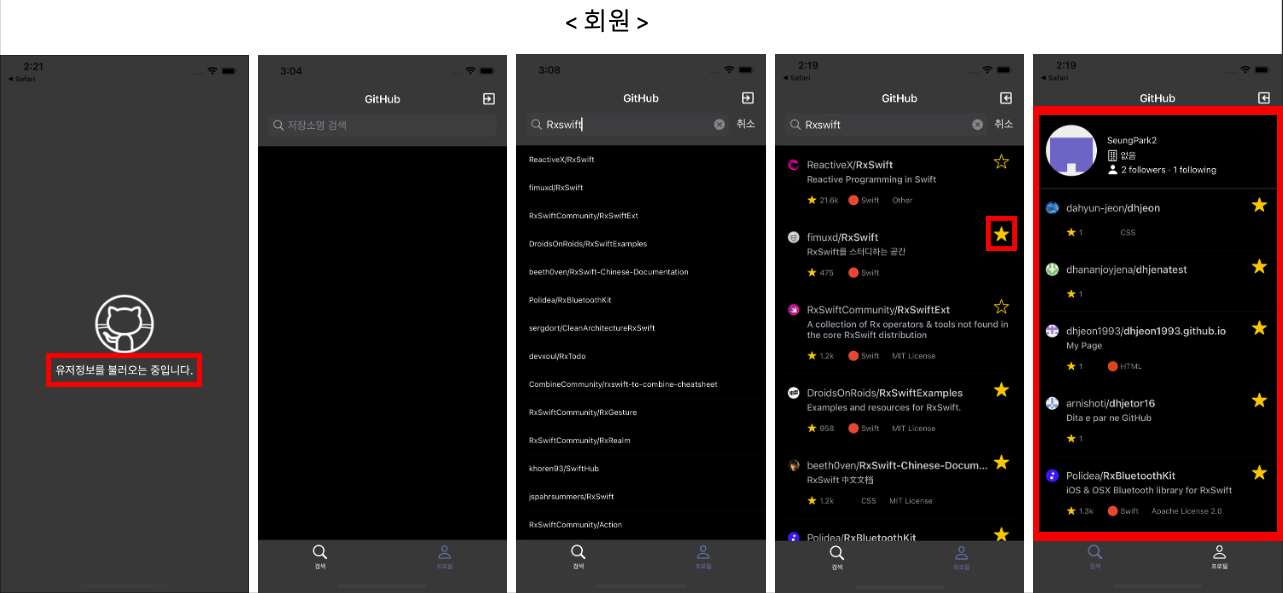 < 회원 >
2:21
◀ Safari
유저정보를 불러오는 중입니다.
3:04
GitHub
저장소명 검색
검색
프로필
3:08
GitHub
Rxswift
취소
ReactiveX/RxSwift
fimuxd/RxSwift
RxSwiftCommunity/RxSwiftExt
DroidsOnRoids/RxSwiftExamples
beeth0ven/RxSwift-Chinese-Documentation
Polidea/RxBluetoothKit
sergdort/CleanArchitectureRxSwift
devxoul/RxTodo
CombineCommunity/rxswift-to-combine-cheatsheet
RxSwiftCommunity/RxGesture
RxSwiftCommunity/RxRealm
khoren93/SwiftHub
jspahrsummers/RxSwift
RxSwiftCommunity/Action
검색
프로필
2:19
◀ Safari
GitHub
Rxswift
취소
ReactiveX/RxSwift
Reactive Programming in Swift
21.6k Swift Other
fimuxd/RxSwift
RxSwift를 스터디하는 공간
475 Swift
RxSwiftCommunity/RxSwiftExt
A collection of Rx operators & tools not found in
the core RxSwift distribution
1.2k Swift MIT License
DroidsOnRoids/RxSwiftExamples
Examples and resources for RxSwift.
958 Swift MIT License
beeth0ven/RxSwift-Chinese-Docum...
RxSwift 中文文档
1.2k CSS MIT License
Polidea/RxBluetoothKit
검색
프로필
2:19
◀ Safari
GitHub
SeungPark2
없음
2 followers · 1 following
dahyun-jeon/dhjeon
1 CSS
dhananjoyjena/dhjenatest
1
dhjeon1993/dhjeon1993.github.io
My Page
1 HTML
arnishoti/dhjetor16
Dita e par ne GitHub
1
Polidea/RxBluetoothKit
iOS & OSX Bluetooth library for RxSwift
1.3k Swift Apache License 2.0
검색
프로필